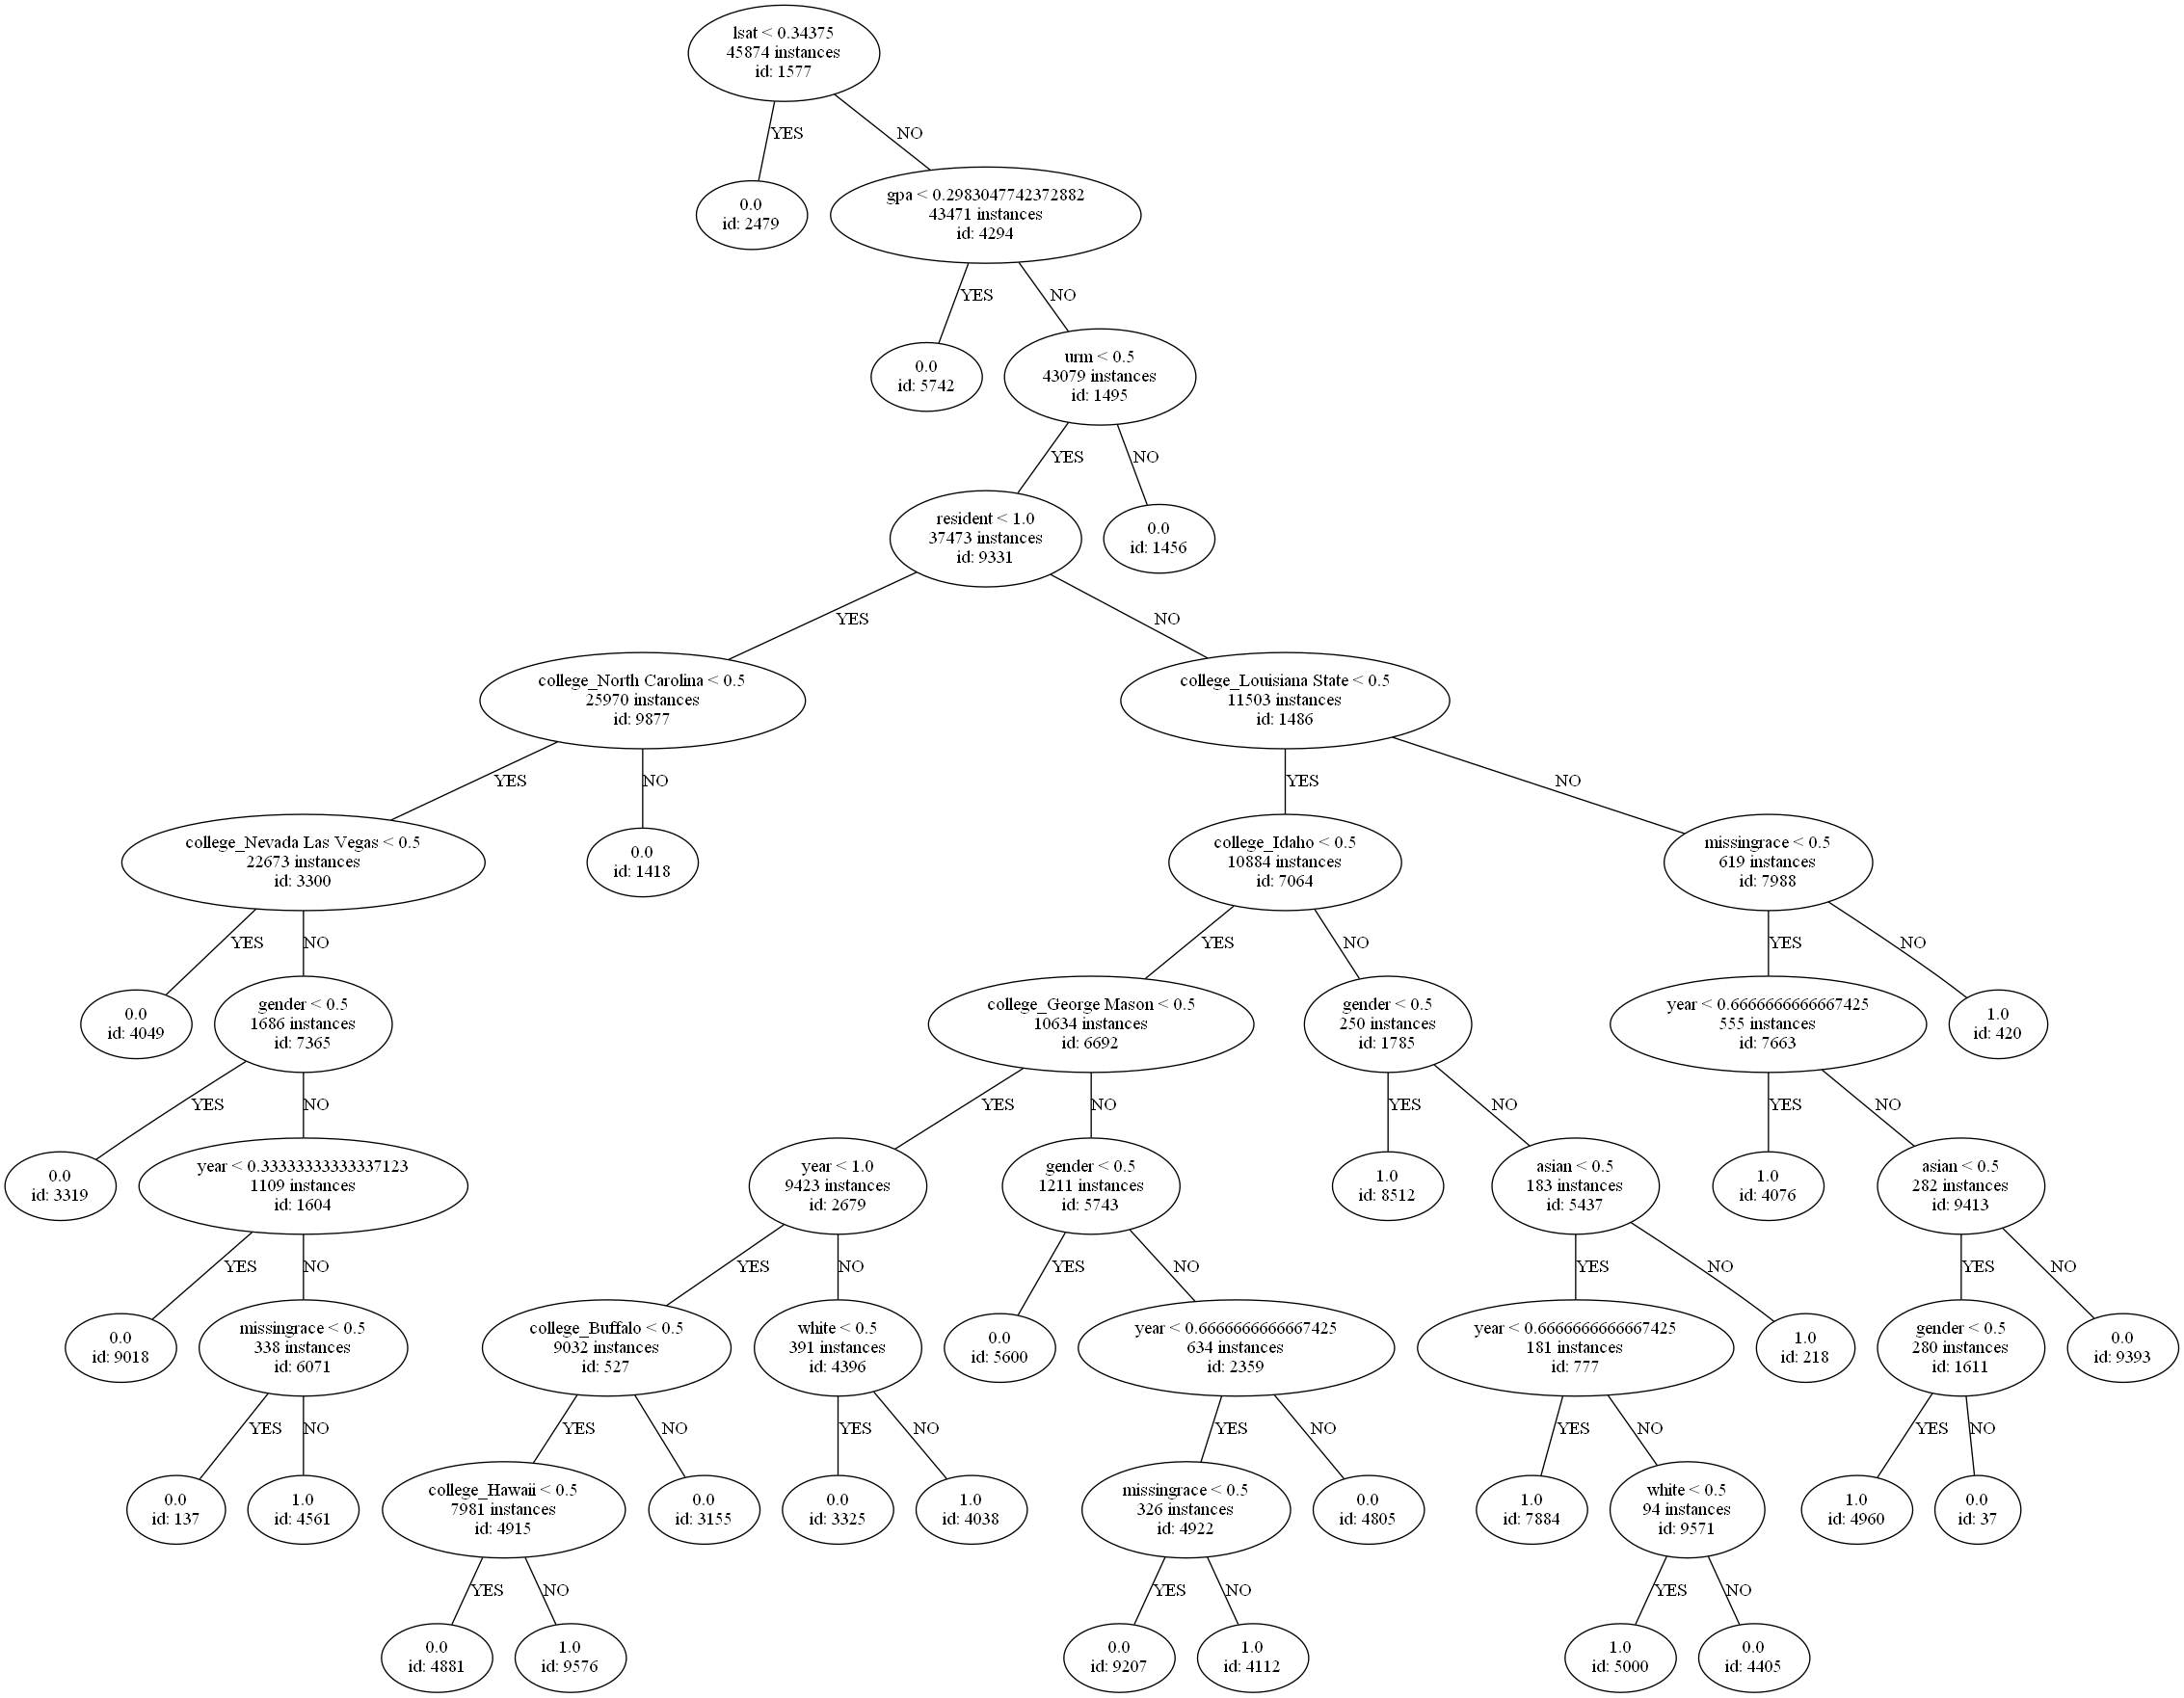 lsat < 0.34375
45874 instances
id: 1577
YES
NO
0.0
id: 2479
gpa < 0.2983047742372882
43471 instances
id: 4294
YES
NO
0.0
id: 5742
urm < 0.5
43079 instances
id: 1495
YES
NO
resident < 1.0
37473 instances
id: 9331
0.0
id: 1456
YES
NO
college_North Carolina < 0.5
25970 instances
id: 9877
college_Louisiana State < 0.5
11503 instances
id: 1486
YES
NO
YES
NO
college_Nevada Las Vegas < 0.5
22673 instances
id: 3300
0.0
id: 1418
college_Idaho < 0.5
10884 instances
id: 7064
missingrace < 0.5
619 instances
id: 7988
YES
NO
YES
NO
YES
NO
0.0
id: 4049
gender < 0.5
1686 instances
id: 7365
college_George Mason < 0.5
10634 instances
id: 6692
gender < 0.5
250 instances
id: 1785
year < 0.6666666666667425
555 instances
id: 7663
1.0
id: 420
YES
NO
YES
NO
YES
NO
YES
NO
0.0
id: 3319
year < 0.33333333333337123
1109 instances
id: 1604
year < 1.0
9423 instances
id: 2679
gender < 0.5
1211 instances
id: 5743
1.0
id: 8512
asian < 0.5
183 instances
id: 5437
1.0
id: 4076
asian < 0.5
282 instances
id: 9413
YES
NO
YES
NO
YES
NO
YES
NO
YES
NO
0.0
id: 9018
missingrace < 0.5
338 instances
id: 6071
college_Buffalo < 0.5
9032 instances
id: 527
white < 0.5
391 instances
id: 4396
0.0
id: 5600
year < 0.6666666666667425
634 instances
id: 2359
year < 0.6666666666667425
181 instances
id: 777
1.0
id: 218
gender < 0.5
280 instances
id: 1611
0.0
id: 9393
YES
NO
YES
NO
YES
NO
YES
NO
YES
NO
YES
NO
0.0
id: 137
1.0
id: 4561
college_Hawaii < 0.5
7981 instances
id: 4915
0.0
id: 3155
0.0
id: 3325
1.0
id: 4038
missingrace < 0.5
326 instances
id: 4922
0.0
id: 4805
1.0
id: 7884
white < 0.5
94 instances
id: 9571
1.0
id: 4960
0.0
id: 37
YES
NO
YES
NO
YES
NO
0.0
id: 4881
1.0
id: 9576
0.0
id: 9207
1.0
id: 4112
1.0
id: 5000
0.0
id: 4405